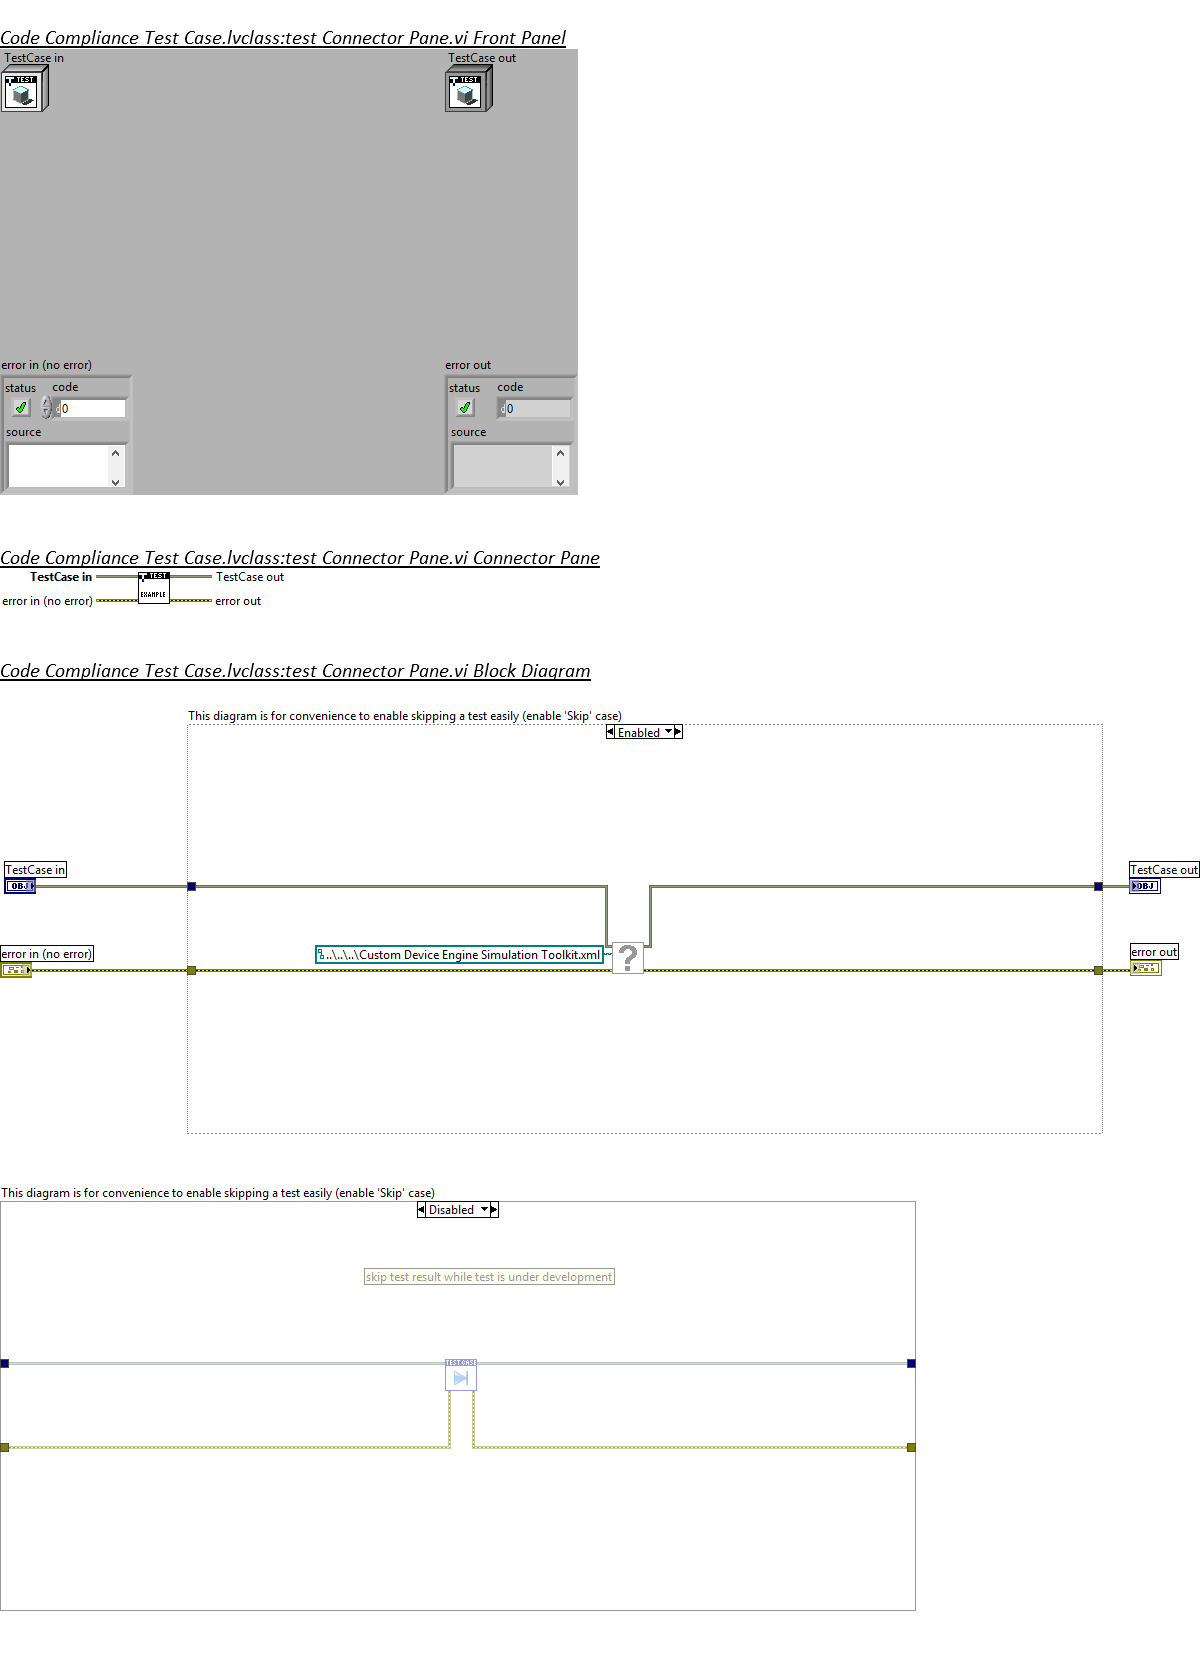 Code Compliance Test Case.lvclass:test Connector Pane.vi Front Panel
TestCase in
TestCase out
TEST
TEST
error in (no error)
error out
status
code
status
code
d0
d0
source
source
Code Compliance Test Case.lvclass:test Connector Pane.vi Connector Pane
TestCase in
TEST
TestCase out
error in (no error)
EXAMPLE
error out
Code Compliance Test Case.lvclass:test Connector Pane.vi Block Diagram
This diagram is for convenience to enable skipping a test easily (enable 'Skip' case)
Enabled
TestCase in
TestCase out
OBJ
OBJ
error in (no error)
..\..\..\Custom Device Engine Simulation Toolkit.xml
?
error out
This diagram is for convenience to enable skipping a test easily (enable 'Skip' case)
Disabled
skip test result while test is under development
TEST CASE